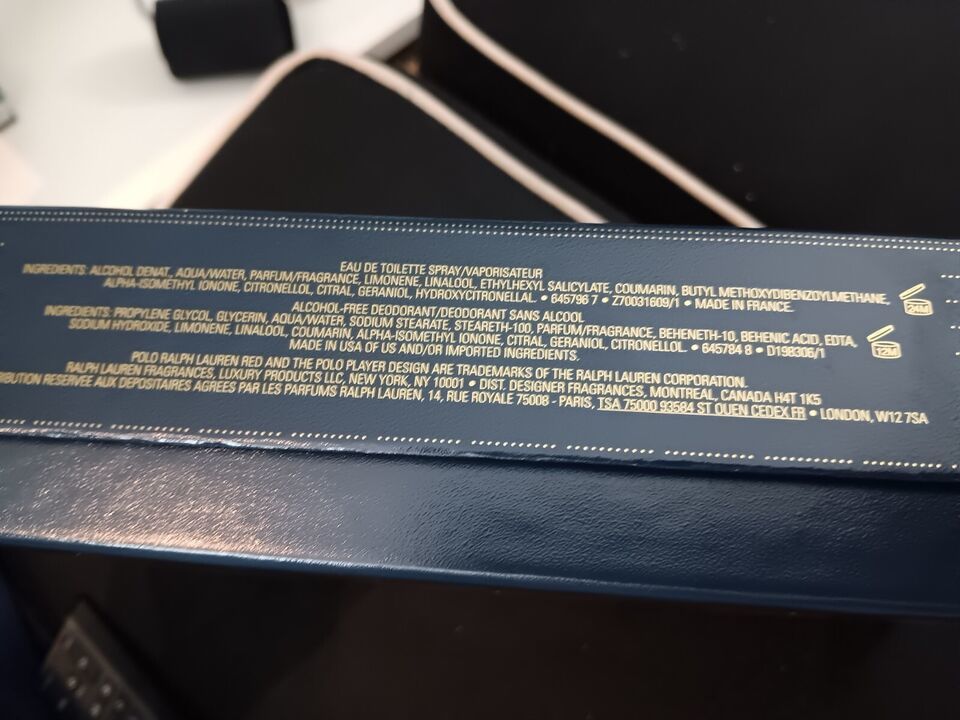 EAU DE TOILETTE SPRAY/VAPORISATEUR
INGREDIENTS: ALCOHOL DENAT., AQUA/WATER, PARFUM/FRAGRANCE, LIMONENE, LINALOOL, ETHYLHEXYL SALICYLATE, COUMARIN, BUTYL METHOXYDIBENZOYLMETHANE,
ALPHA-ISOMETHYL IONONE, CITRONELLOL, CITRAL, GERANIOL, HYDROXYCITRONELLAL. • 645796 7 • Z70031609/1 • MADE IN FRANCE.
24M
ALCOHOL-FREE DEODORANT/DEODORANT SANS ALCOOL
INGREDIENTS: PROPYLENE GLYCOL, GLYCERIN, AQUA/WATER, SODIUM STEARATE, STEARETH-100, PARFUM/FRAGRANCE, BEHENETH-10, BEHENIC ACID, EDTA,
SODIUM HYDROXIDE, LIMONENE, LINALOOL, COUMARIN, ALPHA-ISOMETHYL IONONE, CITRAL, GERANIOL, CITRONELLOL. • 645784 8 • D198306/1
MADE IN USA OF US AND/OR IMPORTED INGREDIENTS.
12M
POLO RALPH LAUREN RED AND THE POLO PLAYER DESIGN ARE TRADEMARKS OF THE RALPH LAUREN CORPORATION.
RALPH LAUREN FRAGRANCES, LUXURY PRODUCTS LLC, NEW YORK, NY 10001 • DIST. DESIGNER FRAGRANCES, MONTREAL, CANADA H4T 1K5
RIBUTION RESERVEE AUX DEPOSITAIRES AGREES PAR LES PARFUMS RALPH LAUREN, 14, RUE ROYALE 75008 - PARIS, TSA 75000 93584 ST OUEN CEDEX FR • LONDON, W12 7SA